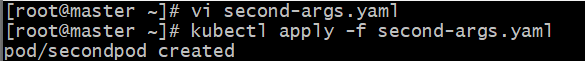 [root@master ~]# vi second-args.yaml
[root@master ~]# kubectl apply -f second-args.yaml
pod/secondpod created